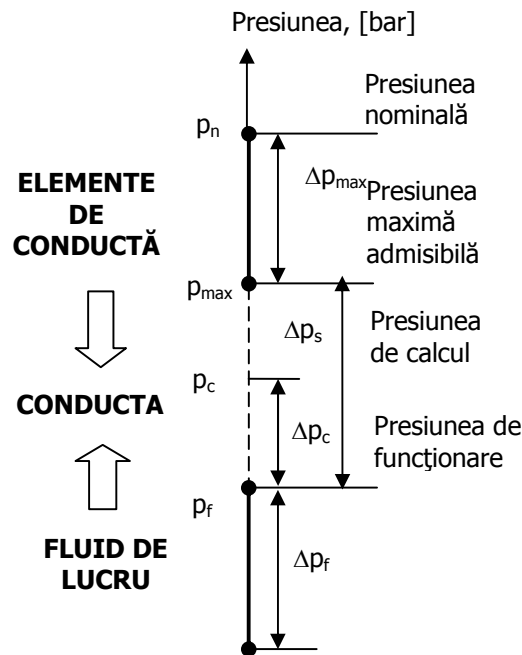 Presiunea, [bar]
Presiunea
nominală
pn
Δpmax
ELEMENTE
DE
CONDUCTĂ
Presiunea
maximă
admisibilă
pmax
Δps
Presiunea
de calcul
pc
CONDUCTA
Δpc
Presiunea de
funcţionare
pf
FLUID DE
LUCRU
Δpf